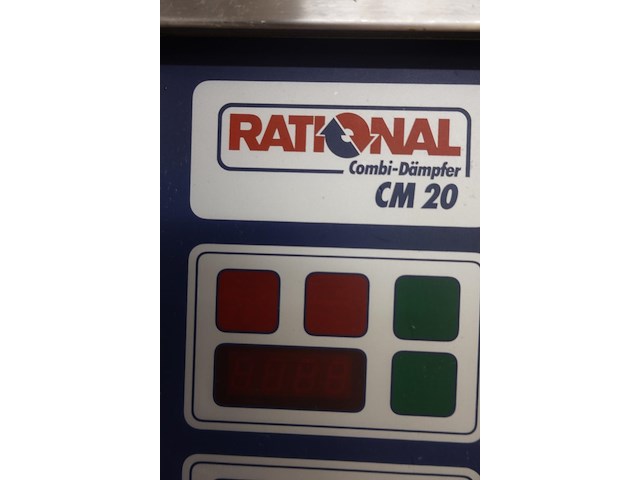 RATIONAL
Combi-Dämpfer
CM 20